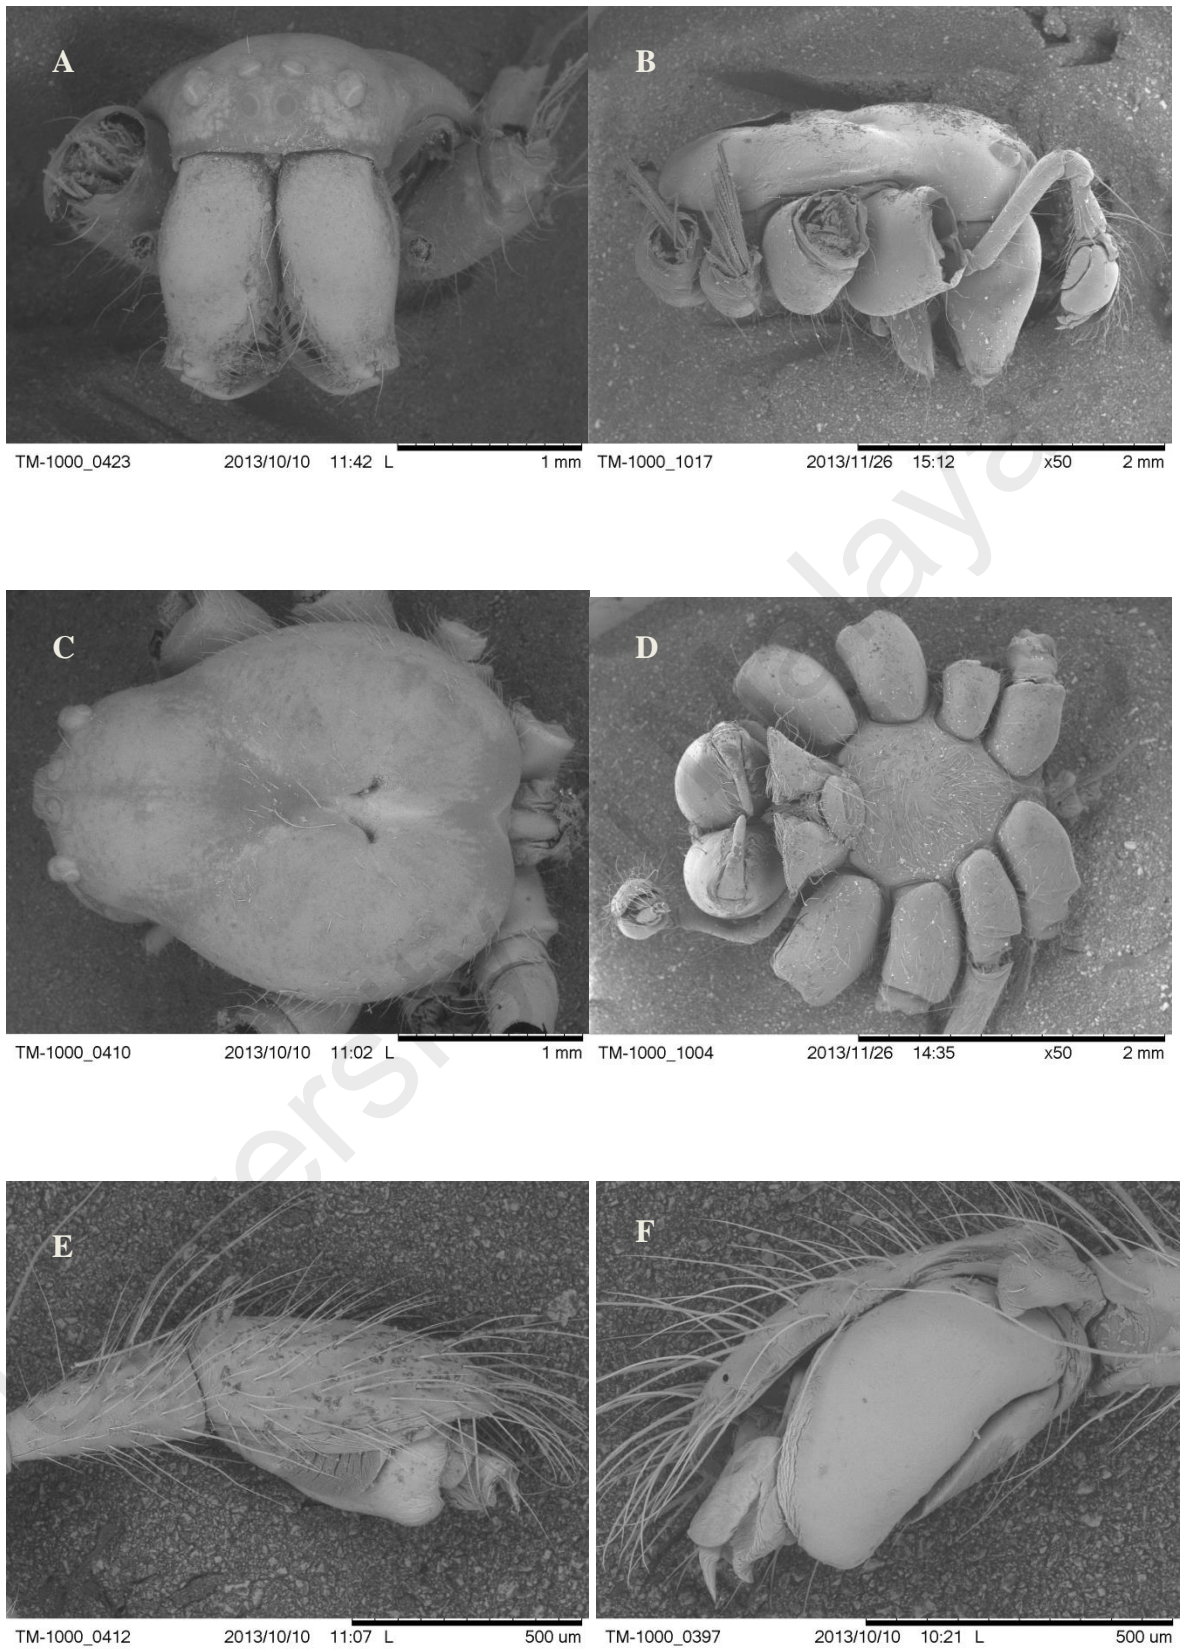 A
B
TM-1000_0423 2013/10/10 11:42 L 1 mm
TM-1000_1017 2013/11/26 15:12 x50 2 mm
C
D
TM-1000_0410 2013/10/10 11:02 L 1 mm
TM-1000_1004 2013/11/26 14:35 x50 2 mm
E
F
TM-1000_0412 2013/10/10 11:07 L 500 um
TM-1000_0397 2013/10/10 10:21 L 500 um